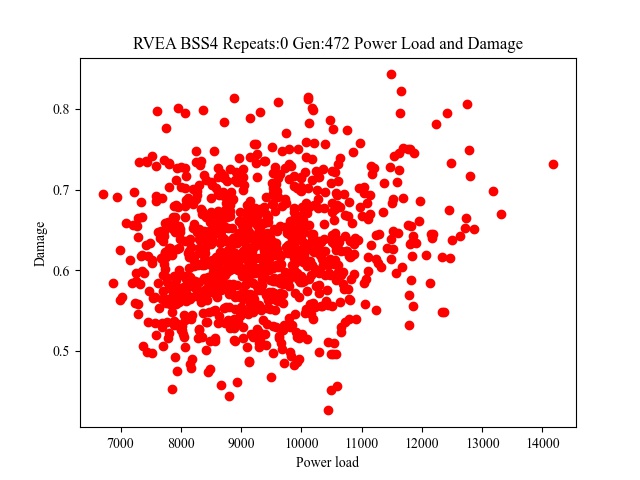 RVEA BSS4 Repeats:0 Gen:472 Power Load and Damage
0.8
0.7
0.6
0.5
Damage
7000 8000 9000 10000 11000 12000 13000 14000
Power load